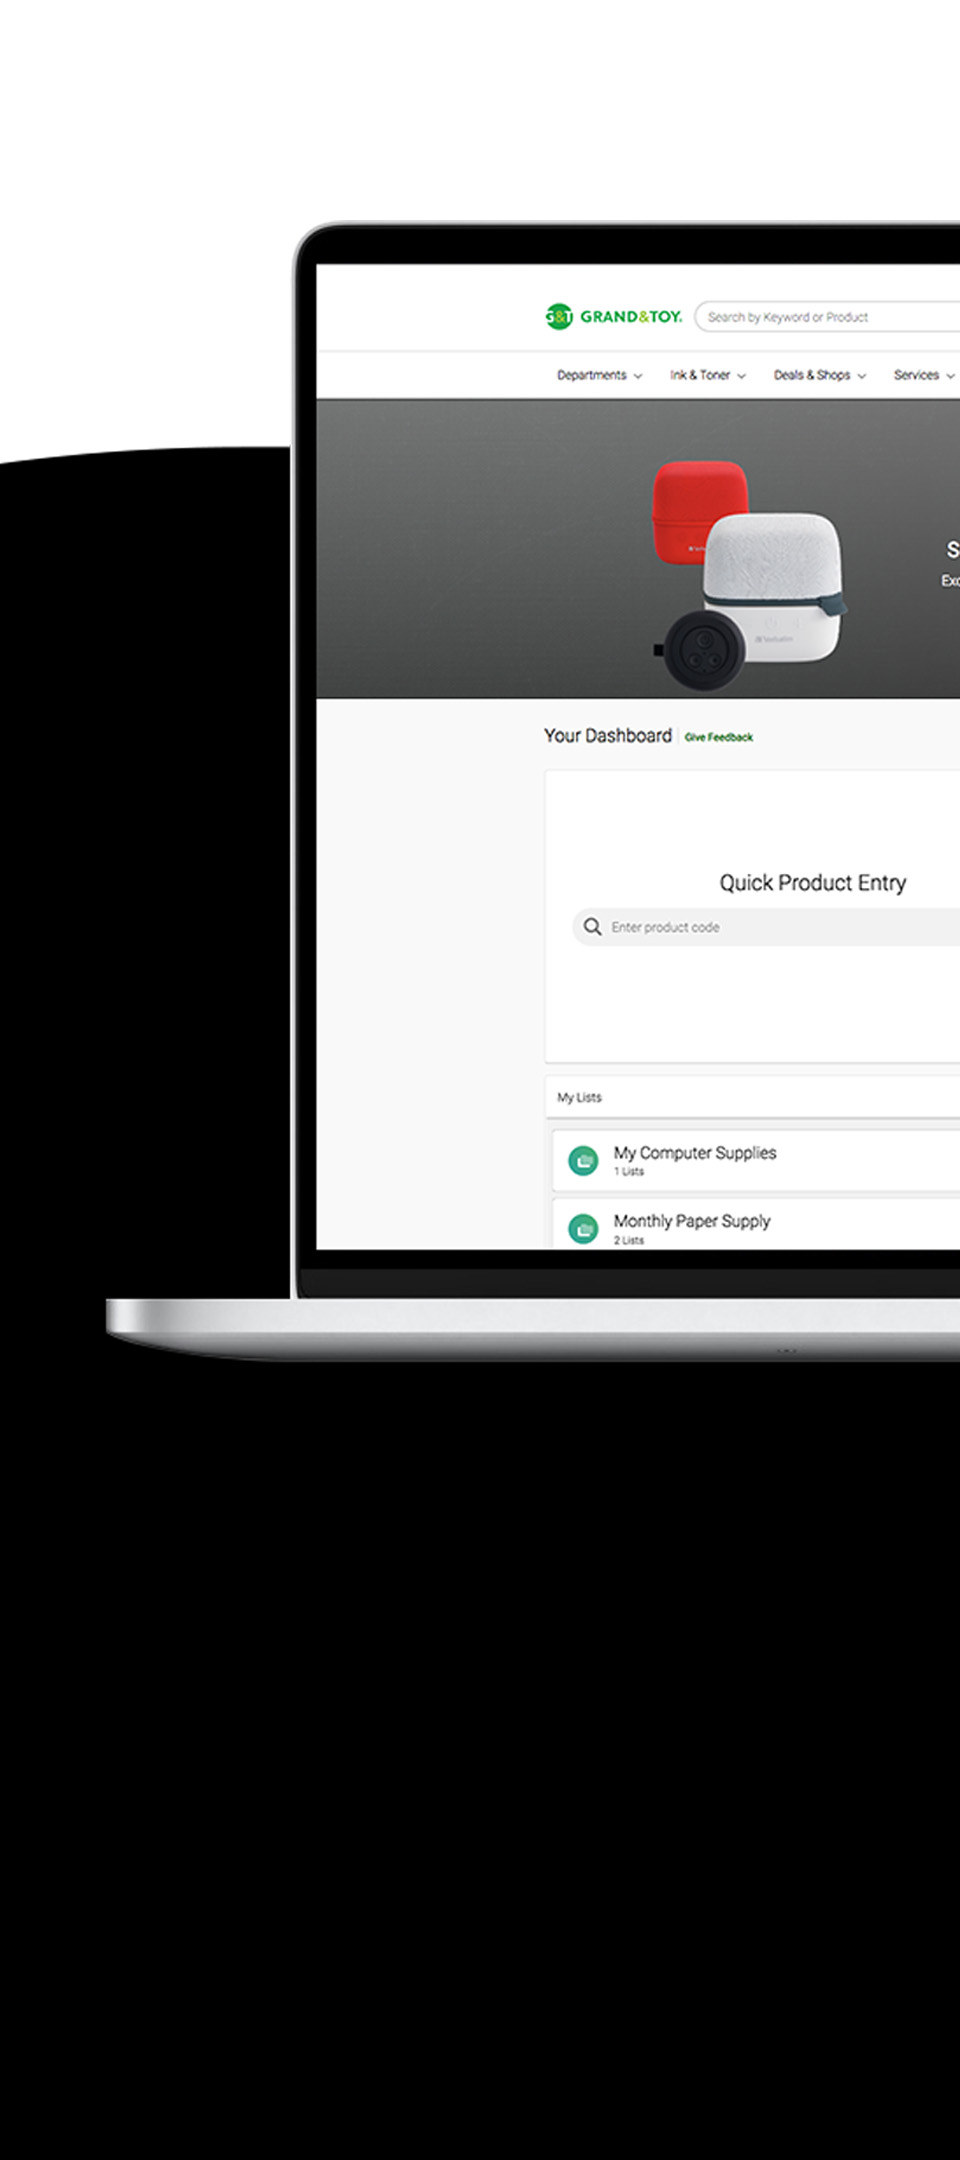 G&T GRAND&TOY.
Search by Keyword or Product
Departments Ink & Toner Deals & Shops Services
Your Dashboard Give Feedback
Quick Product Entry
Enter product code
My Lists
My Computer Supplies
1 Lists
Monthly Paper Supply
2 Lists